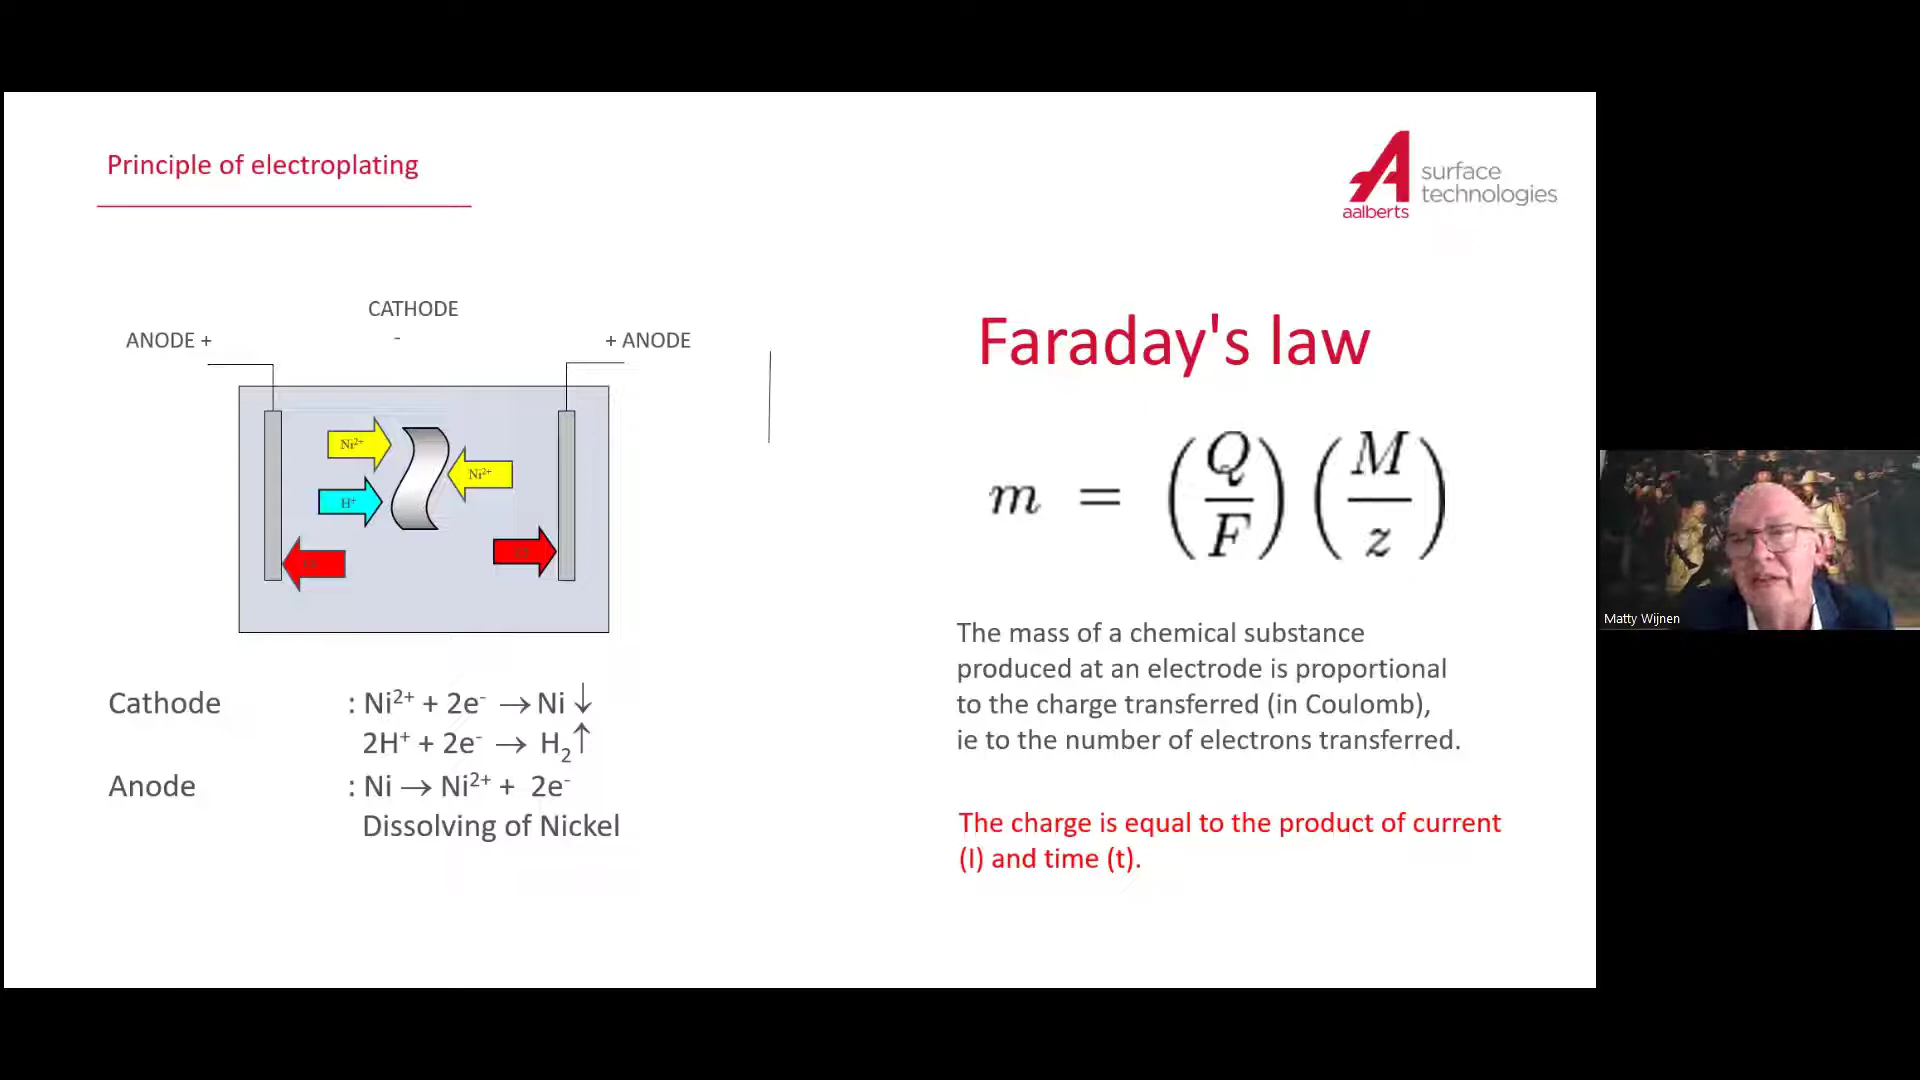 Principle of electroplating
surface
technologies
aalberts
CATHODE
-
ANODE +
+ ANODE
Ni²⁺
Ni²⁺
H⁺
Faraday's law
m = (Q/F) (M/z)
The mass of a chemical substance
produced at an electrode is proportional
to the charge transferred (in Coulomb),
ie to the number of electrons transferred.
The charge is equal to the product of current
(I) and time (t).
Cathode : Ni²⁺ + 2e⁻ → Ni ↓
2H⁺ + 2e⁻ → H₂↑
Anode : Ni → Ni²⁺ + 2e⁻
Dissolving of Nickel
Matty Wijnen